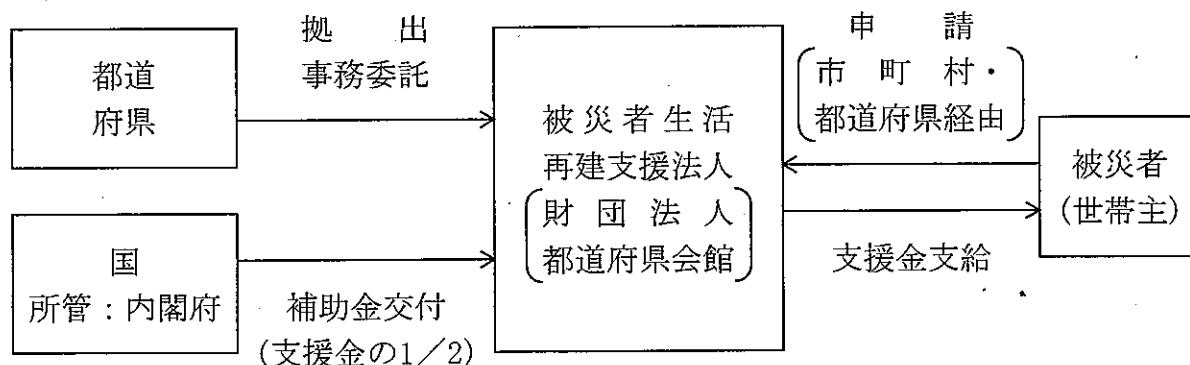 都道
府県
拠出
事務委託
国
所管：内閣府
補助金交付
(支援金の1／2)
被災者生活
再建支援法人
財団法人
都道府県会館
申請
市町村・
都道府県経由
支援金支給
被災者
(世帯主)